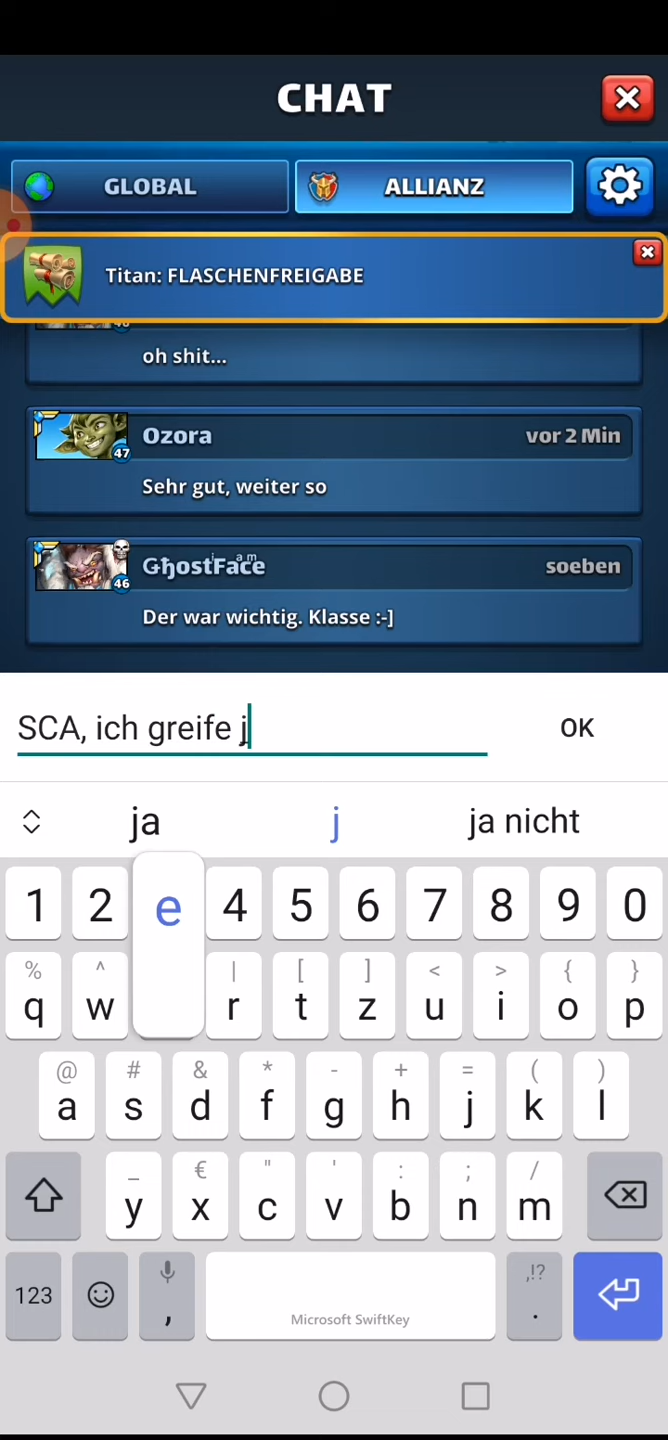 CHAT
GLOBAL
ALLIANZ
Titan: FLASCHENFREIGABE
oh shit...
Ozora
vor 2 Min
47
Sehr gut, weiter so
soeben
46
Der war wichtig. Klasse :-]
SCA, ich greife j
OK
ja j ja nicht
1 2 e 4 5 6 7 8 9 0
% ^ | [ ] < > { }
q w r t z u i o p
@ # & * - + = ( )
a s d f g h j k l
_ € " ' : ; /
y x c v b n m
,!?
123 , Microsoft SwiftKey .